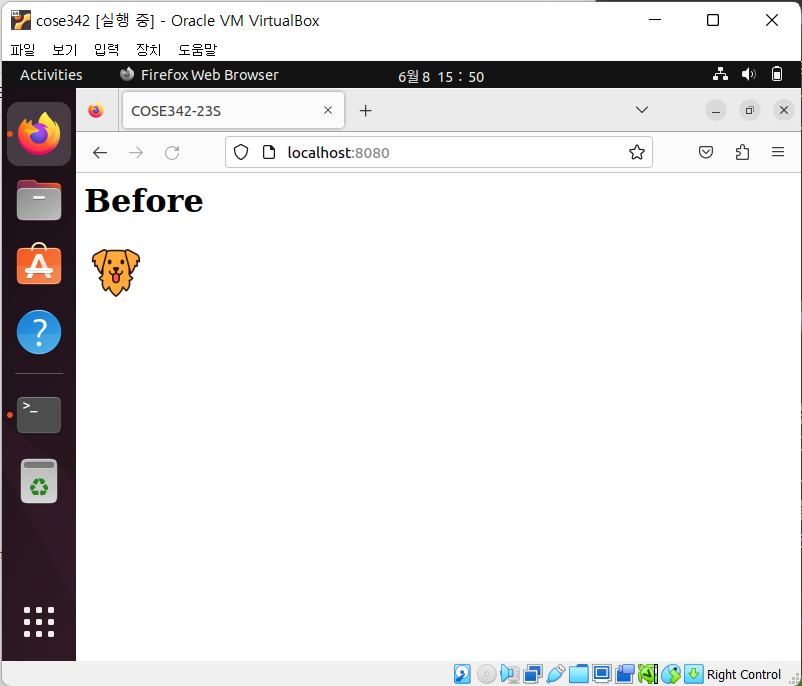 cose342 [실행 중] - Oracle VM VirtualBox
파일 보기 입력 장치 도움말
Activities Firefox Web Browser 6월 8 15 : 50
COSE342-23S
localhost:8080
Before
>_
?
Right Control